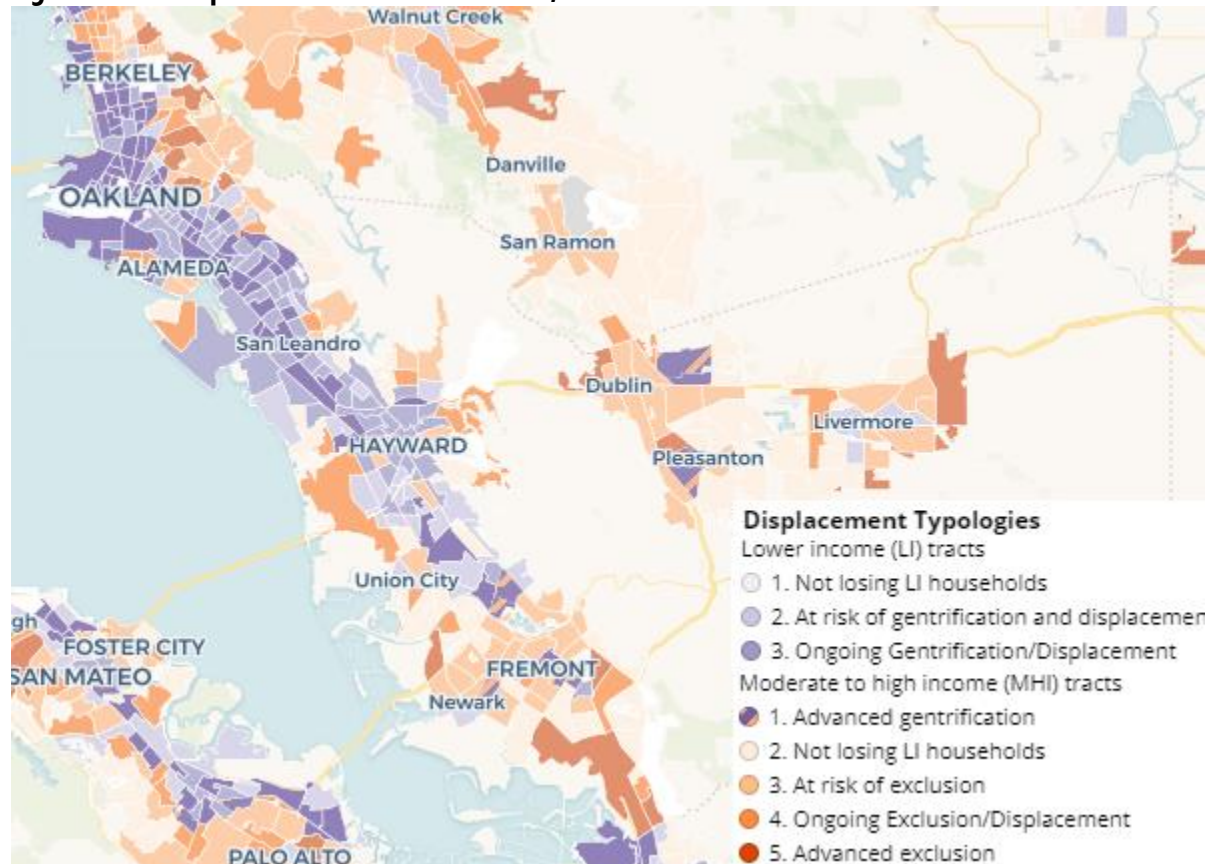 Walnut Creek
BERKELEY
Danville
OAKLAND
San Ramon
ALAMEDA
San Leandro
Dublin
Livermore
HAYWARD
Pleasanton
Displacement Typologies
Lower income (LI) tracts
1. Not losing LI households
Union City
2. At risk of gentrification and displacemen
gh
FOSTER CITY
3. Ongoing Gentrification/Displacement
SAN MATEO
FREMONT
Moderate to high income (MHI) tracts
Newark
1. Advanced gentrification
2. Not losing LI households
3. At risk of exclusion
4. Ongoing Exclusion/Displacement
PALO ALTO
5. Advanced exclusion